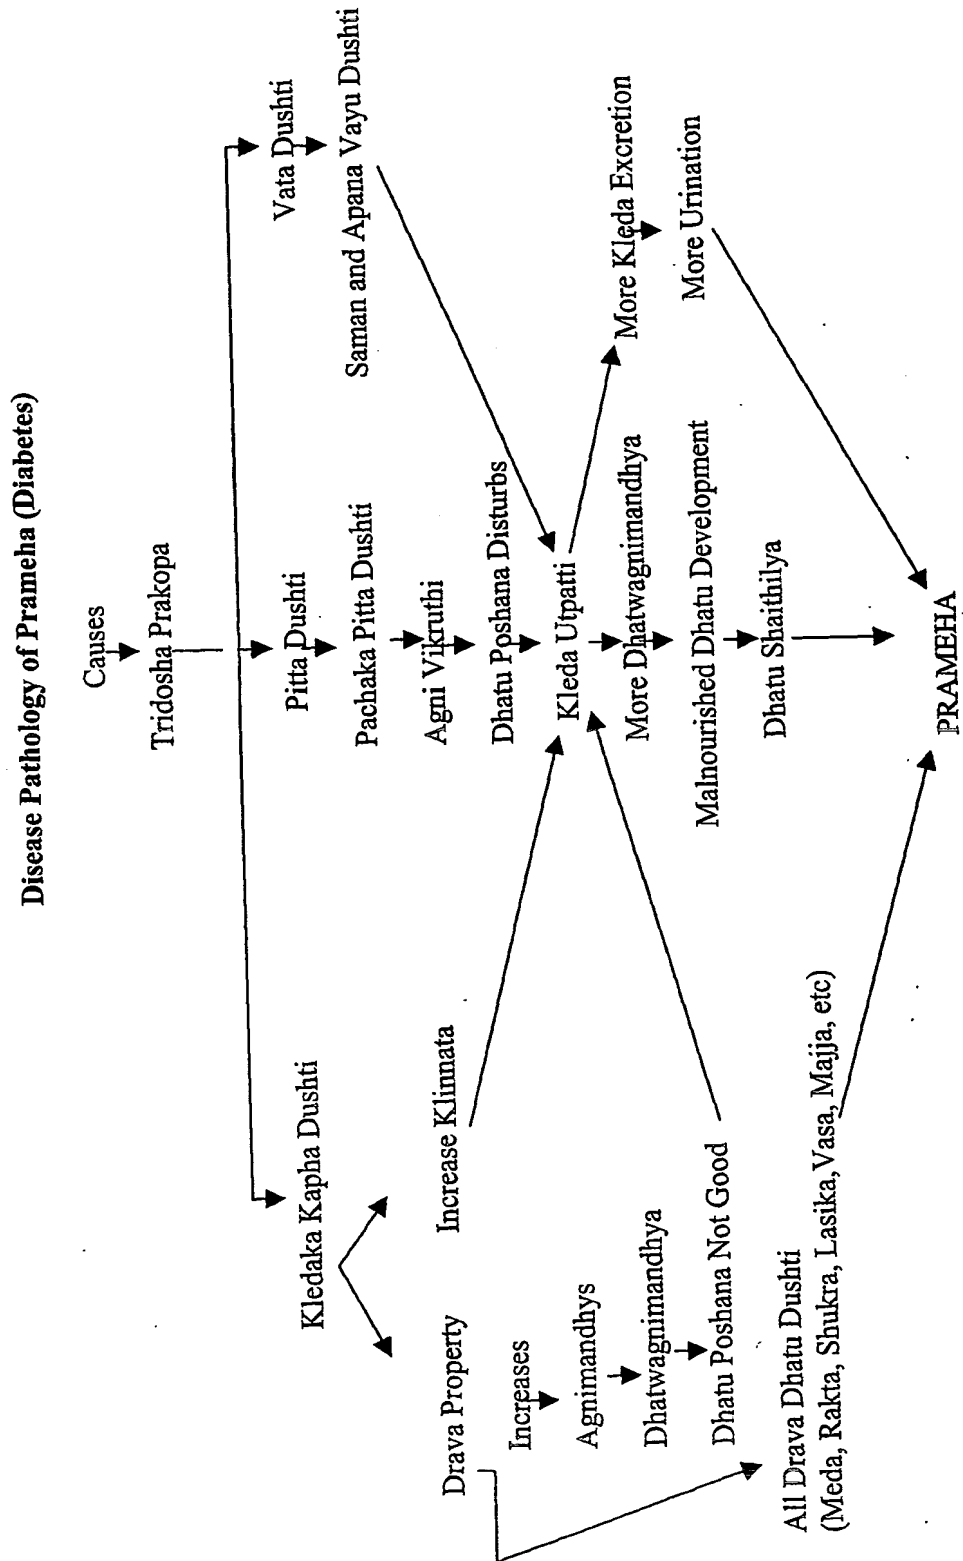 Disease Pathology of Prameha (Diabetes)
Causes
Tridosha Prakopa
Kledaka Kapha Dushti
Pitta Dushti
Vata Dushti
Pachaka Pitta Dushti
Saman and Apana Vayu Dushti
Drava Property
Increase Klinnata
Agni Vikruthi
Increases
Dhatu Poshana Disturbs
Agnimandhys
Kleda Utpatti
Dhatwagnimandhya
More Dhatwagnimandhya
More Kleda Excretion
Dhatu Poshana Not Good
Malnourished Dhatu Development
More Urination
All Drava Dhatu Dushti
(Meda, Rakta, Shukra, Lasika, Vasa, Majja, etc)
Dhatu Shaithilya
PRAMEHA